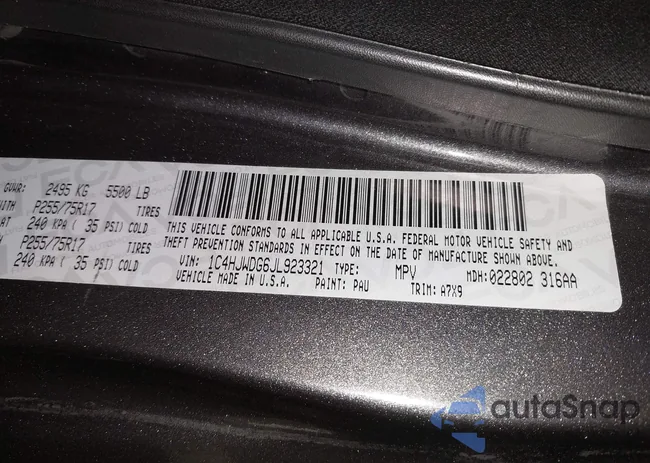 GVWR: 2495 KG 5500 LB
WITH P255/75R17 TIRES
AT 240 KPA ( 35 PSI) COLD
P255/75R17 TIRES
240 KPA ( 35 PSI) COLD
THIS VEHICLE CONFORMS TO ALL APPLICABLE U.S.A. FEDERAL MOTOR VEHICLE SAFETY AND
THEFT PREVENTION STANDARDS IN EFFECT ON THE DATE OF MANUFACTURE SHOWN ABOVE.
VIN: 1C4HJWDG6JL923321 TYPE: MPV MDH: 022802 316AA
VEHICLE MADE IN U.S.A. PAINT: PAU TRIM: A7X9
autoSnap